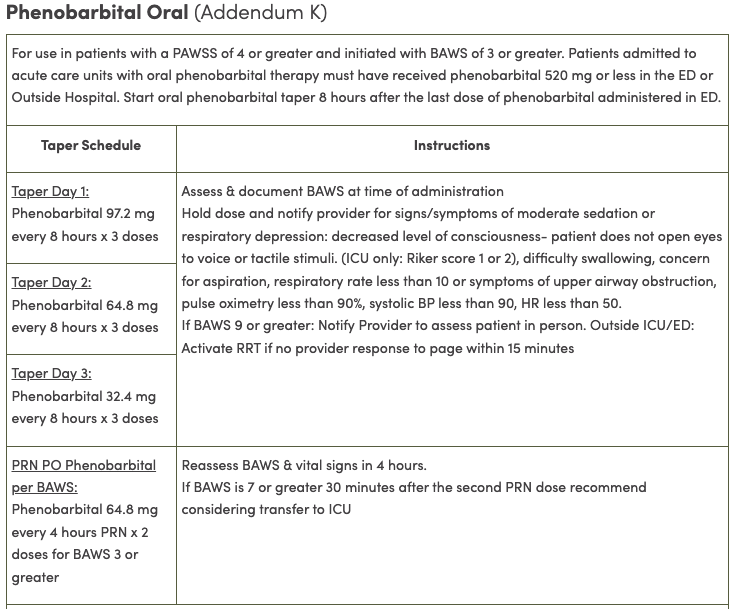 Phenobarbital Oral (Addendum K)
For use in patients with a PAWSS of 4 or greater and initiated with BAWS of 3 or greater. Patients admitted to
acute care units with oral phenobarbital therapy must have received phenobarbital 520 mg or less in the ED or
Outside Hospital. Start oral phenobarbital taper 8 hours after the last dose of phenobarbital administered in ED.
Taper Schedule
Instructions
Taper Day 1:
Phenobarbital 97.2 mg
every 8 hours x 3 doses
Taper Day 2:
Phenobarbital 64.8 mg
every 8 hours x 3 doses
Taper Day 3:
Phenobarbital 32.4 mg
every 8 hours x 3 doses
Assess & document BAWS at time of administration
Hold dose and notify provider for signs/symptoms of moderate sedation or
respiratory depression: decreased level of consciousness- patient does not open eyes
to voice or tactile stimuli. (ICU only: Riker score 1 or 2), difficulty swallowing, concern
for aspiration, respiratory rate less than 10 or symptoms of upper airway obstruction,
pulse oximetry less than 90%, systolic BP less than 90, HR less than 50.
If BAWS 9 or greater: Notify Provider to assess patient in person. Outside ICU/ED:
Activate RRT if no provider response to page within 15 minutes
PRN PO Phenobarbital
per BAWS:
Phenobarbital 64.8 mg
every 4 hours PRN x 2
doses for BAWS 3 or
greater
Reassess BAWS & vital signs in 4 hours.
If BAWS is 7 or greater 30 minutes after the second PRN dose recommend
considering transfer to ICU